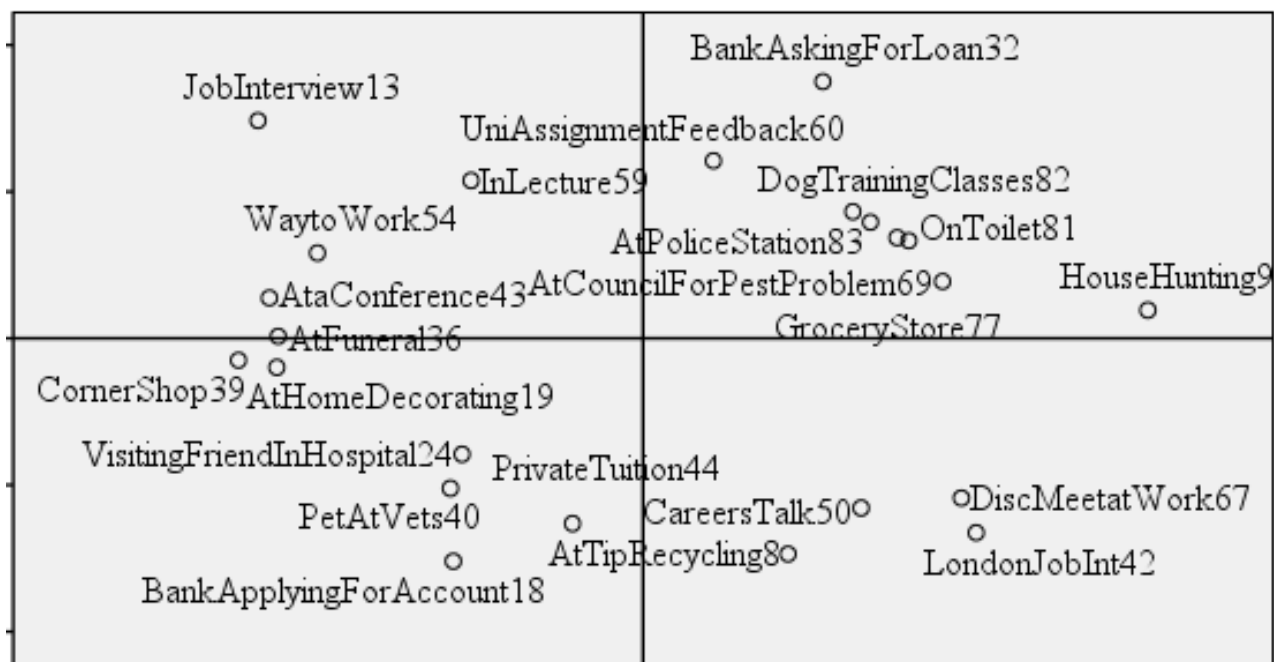 BankAskingForLoan32
JobInterview13
UniAssignmentFeedback60
InLecture59
DogTrainingClasses82
WaytoWork54
OnToilet81
AtPoliceStation83
HouseHunting9
AtCouncilForPestProblem69
AtaConference43
GroceryStore77
AtFuneral36
CornerShop39
AtHomeDecorating19
VisitingFriendInHospital24
PrivateTuition44
DiscMeetatWork67
CareersTalk50
PetAtVets40
AtTipRecycling8
LondonJobInt42
BankApplyingForAccount18